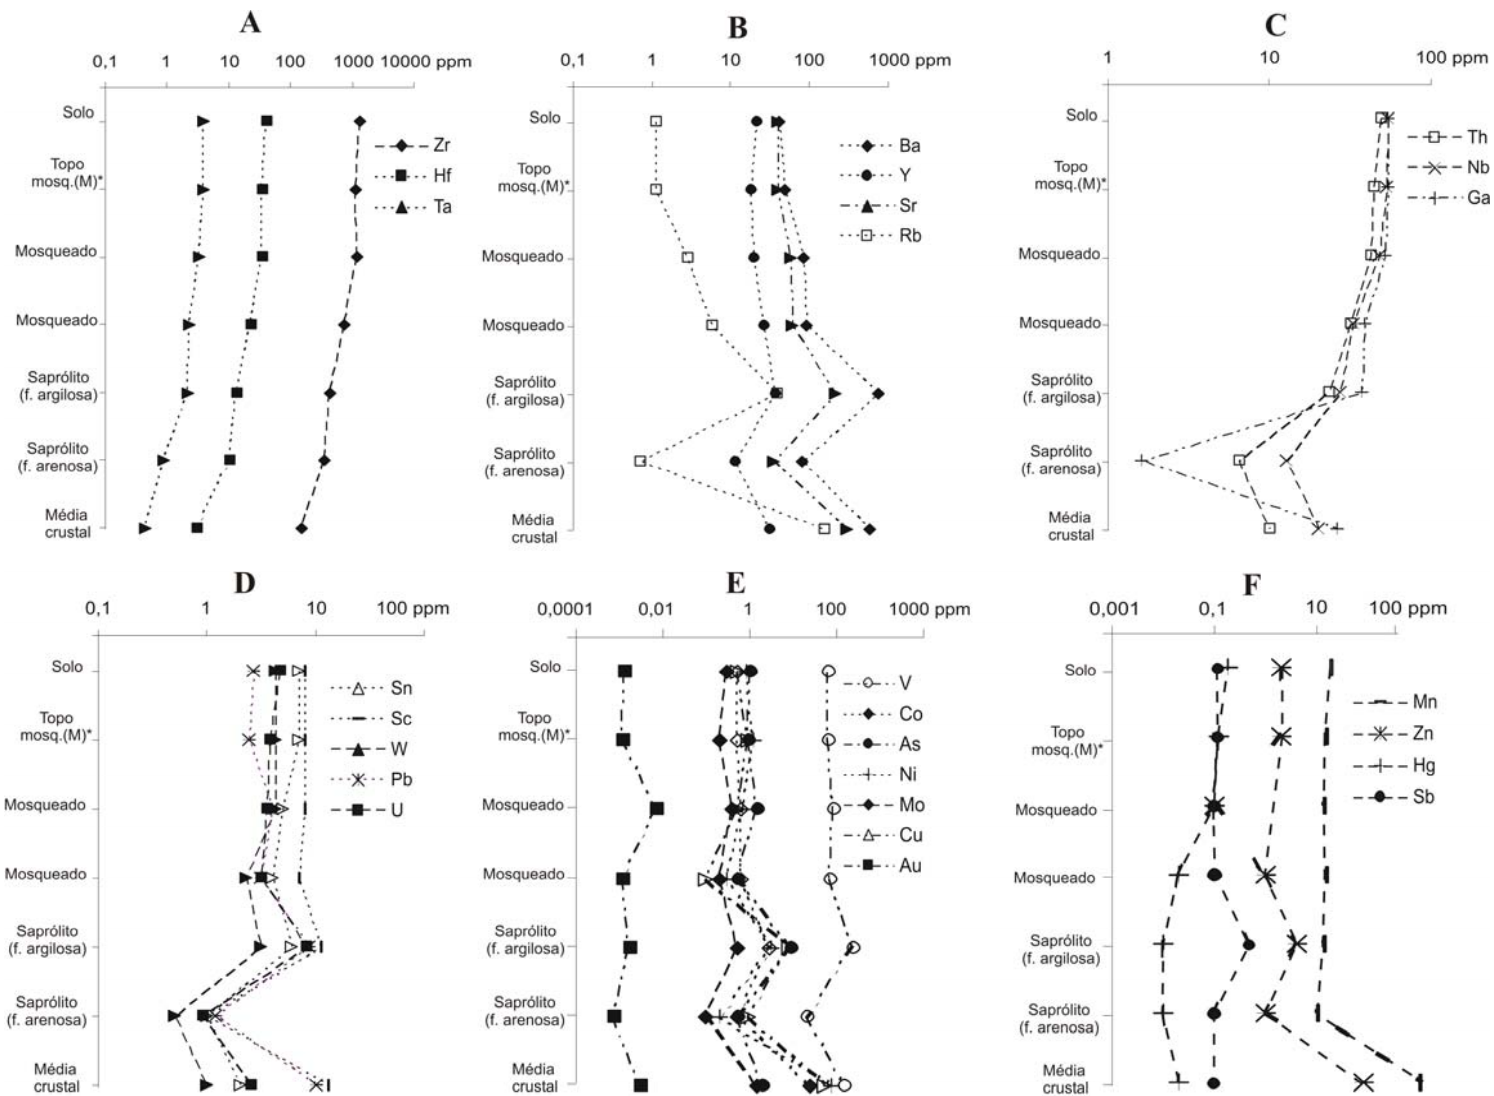 A
0,1 1 10 100 1000 10000 ppm
Solo
Topo
mosq.(M)*
Mosqueado
Mosqueado
Saprólito
(f. argilosa)
Saprólito
(f. arenosa)
Média
crustal
Zr
Hf
Ta
B
0,1 1 10 100 1000 ppm
Solo
Topo
mosq.(M)*
Mosqueado
Mosqueado
Saprólito
(f. argilosa)
Saprólito
(f. arenosa)
Média
crustal
Ba
Y
Sr
Rb
C
1 10 100 ppm
Solo
Topo
mosq.(M)*
Mosqueado
Mosqueado
Saprólito
(f. argilosa)
Saprólito
(f. arenosa)
Média
crustal
Th
Nb
Ga
D
0,1 1 10 100 ppm
Solo
Topo
mosq.(M)*
Mosqueado
Mosqueado
Saprólito
(f. argilosa)
Saprólito
(f. arenosa)
Média
crustal
Sn
Sc
W
Pb
U
E
0,0001 0,01 1 100 1000 ppm
Solo
Topo
mosq.(M)*
Mosqueado
Mosqueado
Saprólito
(f. argilosa)
Saprólito
(f. arenosa)
Média
crustal
V
Co
As
Ni
Mo
Cu
Au
F
0,001 0,1 10 100 ppm
Solo
Topo
mosq.(M)*
Mosqueado
Mosqueado
Saprólito
(f. argilosa)
Saprólito
(f. arenosa)
Média
crustal
Mn
Zn
Hg
Sb